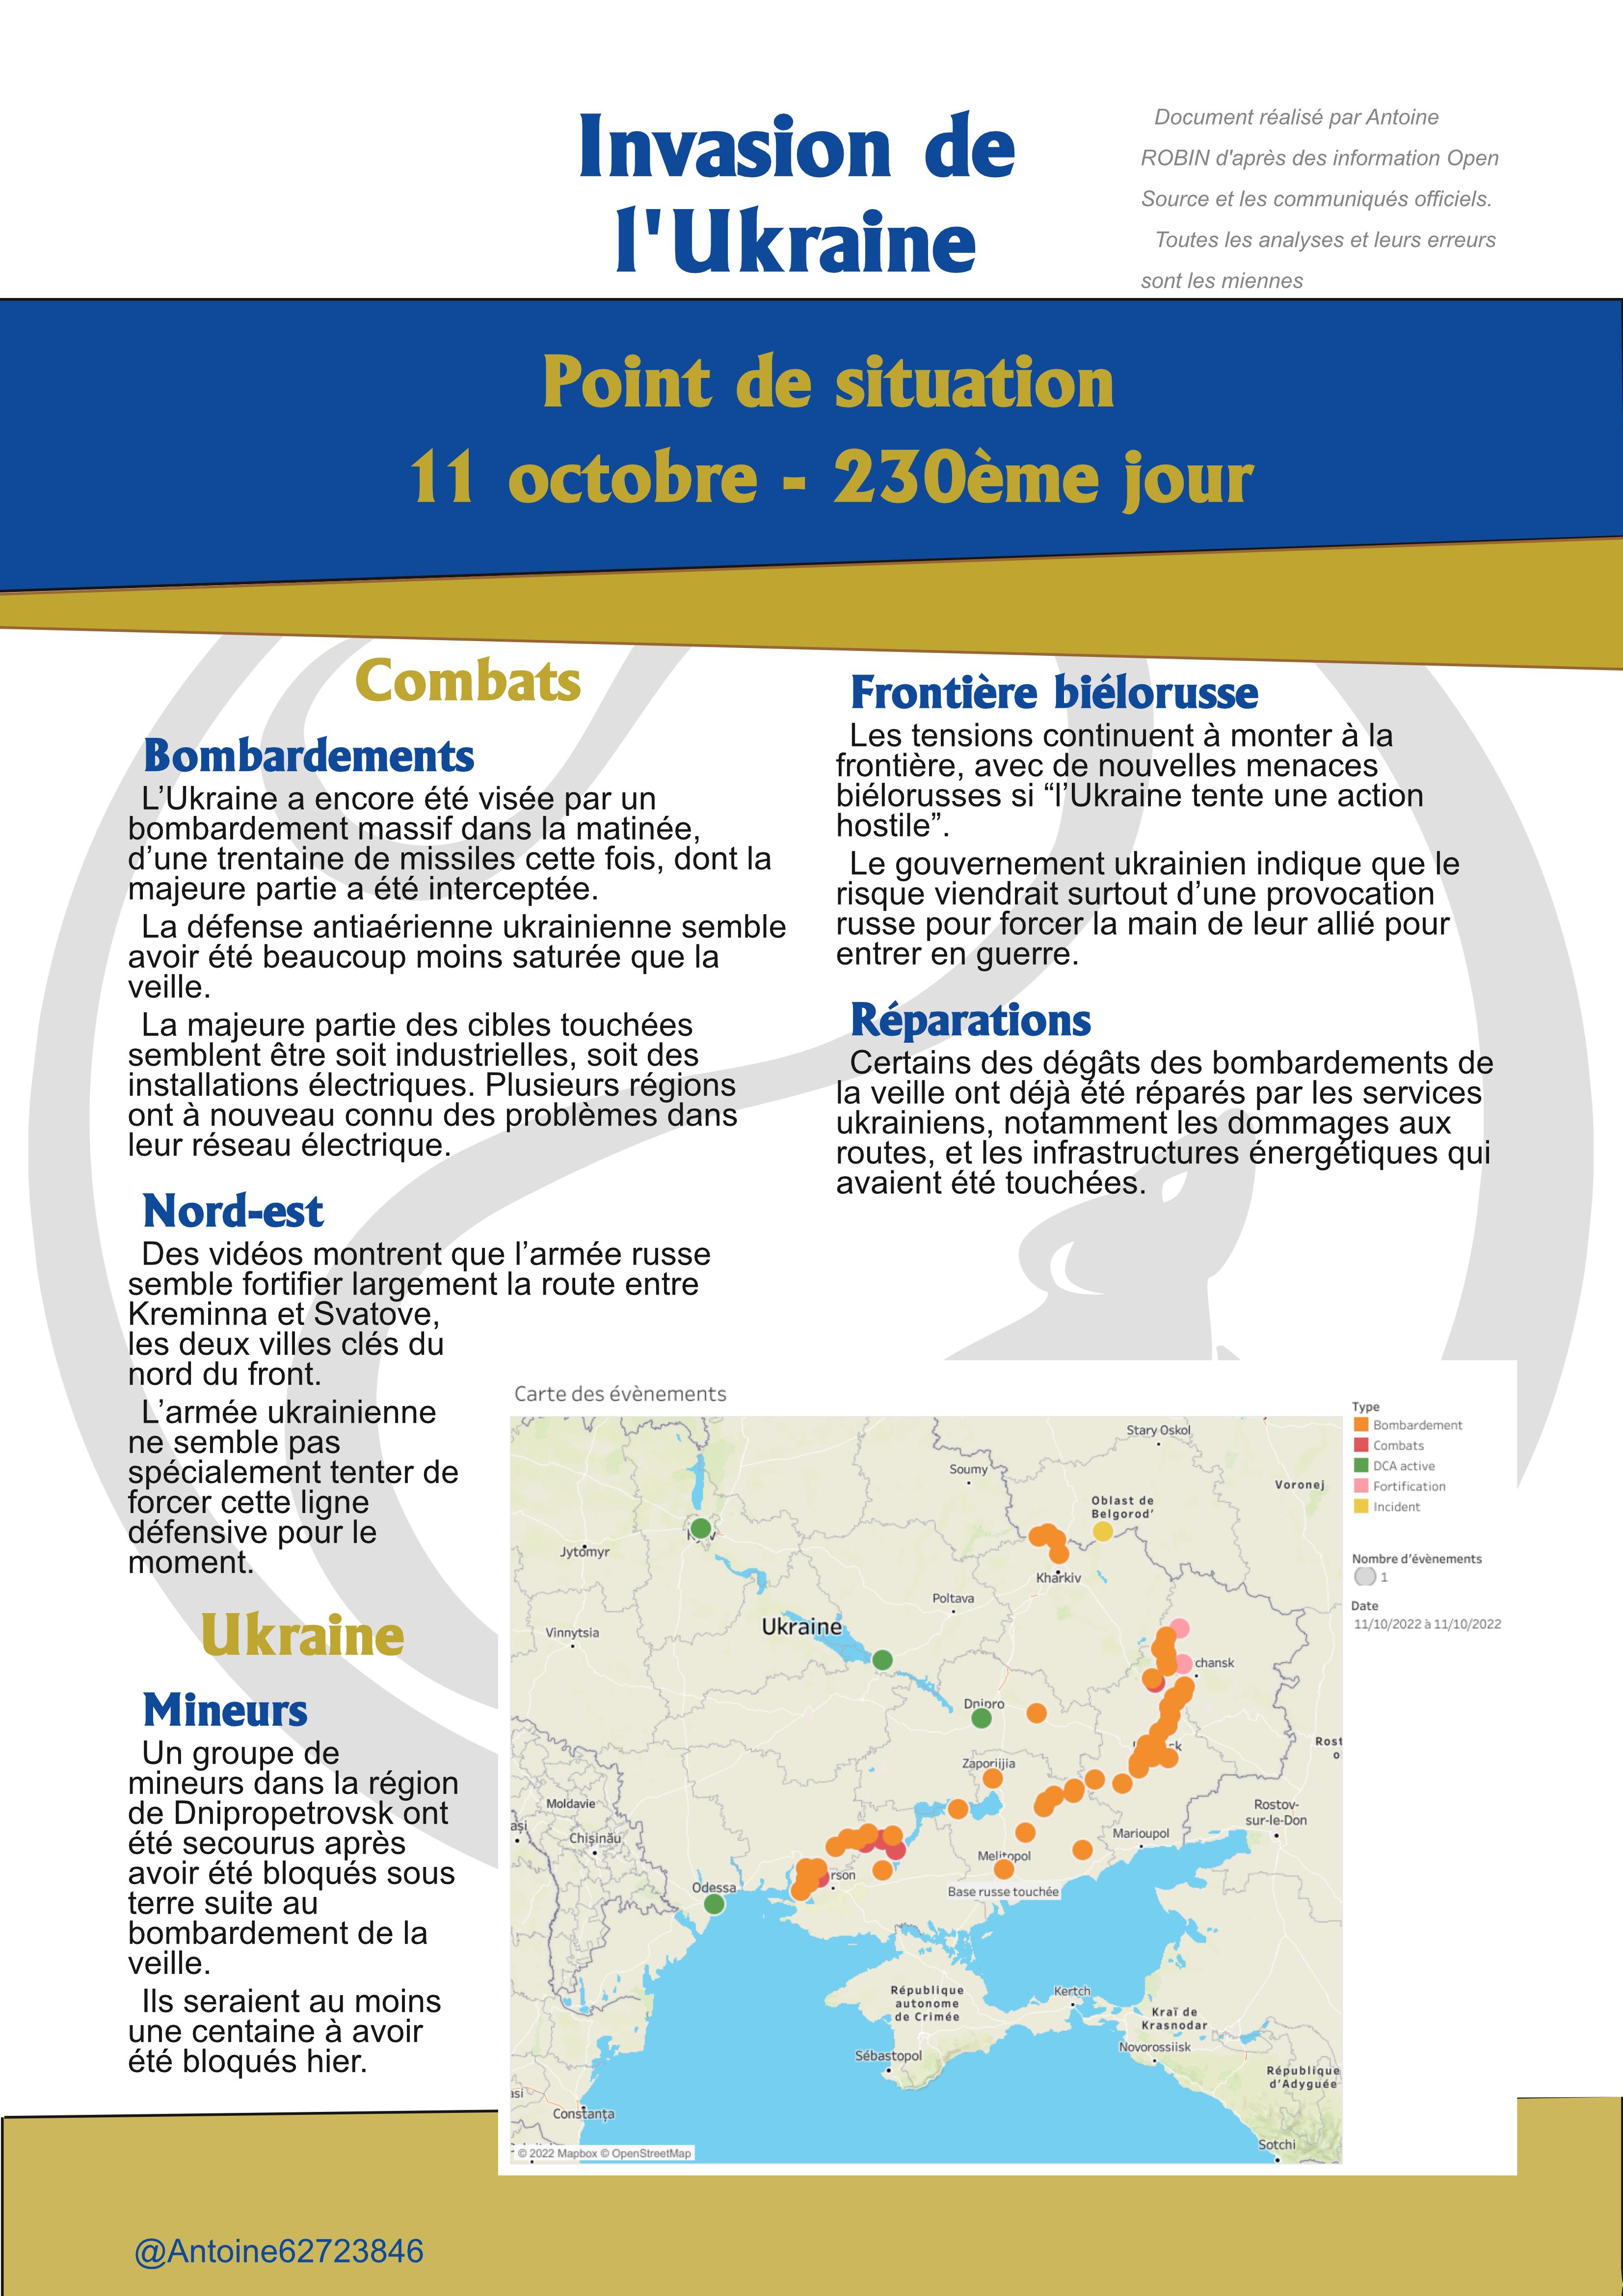 Invasion de
l'Ukraine
Document réalisé par Antoine
ROBIN d'après des information Open
Source et les communiqués officiels.
Toutes les analyses et leurs erreurs
sont les miennes
Point de situation
11 octobre - 230ème jour
Combats
Bombardements
L’Ukraine a encore été visée par un
bombardement massif dans la matinée,
d’une trentaine de missiles cette fois, dont la
majeure partie a été interceptée.
La défense antiaérienne ukrainienne semble
avoir été beaucoup moins saturée que la
veille.
La majeure partie des cibles touchées
semblent être soit industrielles, soit des
installations électriques. Plusieurs régions
ont à nouveau connu des problèmes dans
leur réseau électrique.
Nord-est
Des vidéos montrent que l’armée russe
semble fortifier largement la route entre
Kreminna et Svatove,
les deux villes clés du
nord du front.
L’armée ukrainienne
ne semble pas
spécialement tenter de
forcer cette ligne
défensive pour le
moment.
Ukraine
Mineurs
Un groupe de
mineurs dans la région
de Dnipropetrovsk ont
été secourus après
avoir été bloqués sous
terre suite au
bombardement de la
veille.
Ils seraient au moins
une centaine à avoir
été bloqués hier.
Frontière biélorusse
Les tensions continuent à monter à la
frontière, avec de nouvelles menaces
biélorusses si “l’Ukraine tente une action
hostile”.
Le gouvernement ukrainien indique que le
risque viendrait surtout d’une provocation
russe pour forcer la main de leur allié pour
entrer en guerre.
Réparations
Certains des dégâts des bombardements de
la veille ont déjà été réparés par les services
ukrainiens, notamment les dommages aux
routes, et les infrastructures énergétiques qui
avaient été touchées.
Carte des évènements
Stary Oskol
Soumy
Voronej
Oblast de
Belgorod'
Jytomyr
Kharkiv
Poltava
Ukraine
Vinnytsia
chansk
Dnipro
Rost
o
Zaporijjia
Moldavie
Rostov-
sur-le-Don
ași
Chișinău
Marioupol
Melitopol
rson
Odessa
Base russe touchée
République
autonome
de Crimée
Kertch
Kraï de
Krasnodar
Novorossiisk
Sébastopol
République
d'Adyguée
asi
Constanța
Sotchi
© 2022 Mapbox © OpenStreetMap
Type
Bombardement
Combats
DCA active
Fortification
Incident
Nombre d'évènements
1
Date
11/10/2022 à 11/10/2022
@Antoine62723846